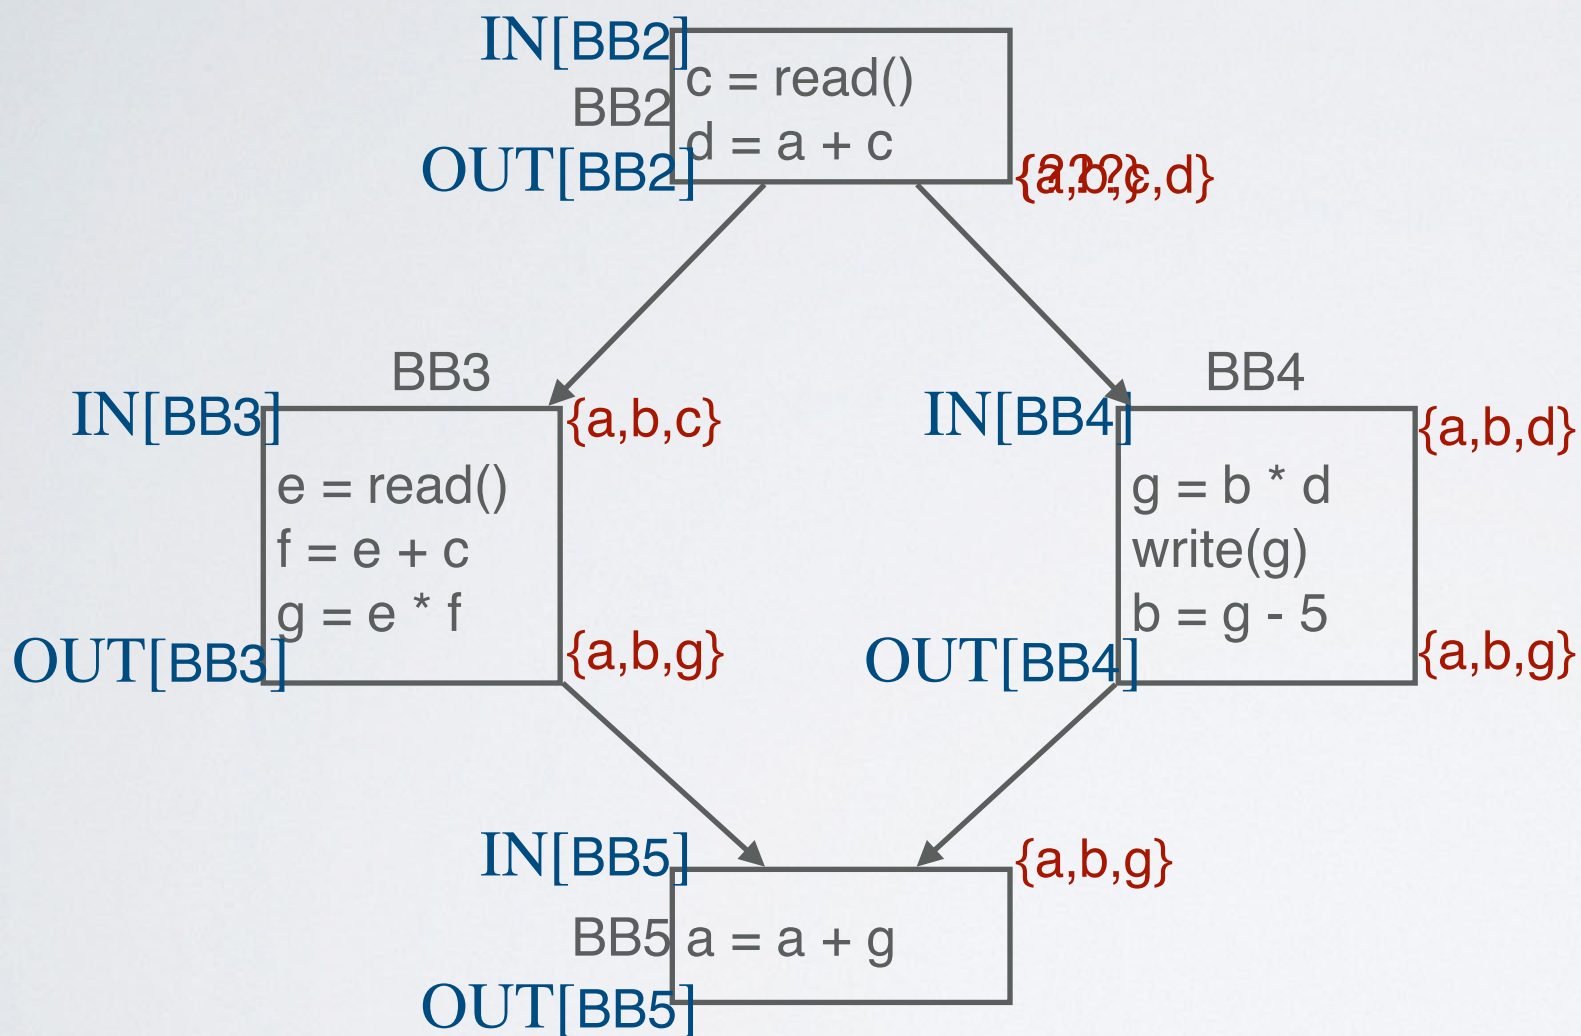 IN[BB2]
c = read()
BB2
d = a + c
OUT[BB2]
{???}
{a,b,c,d}
BB3
BB4
IN[BB3]
{a,b,c}
IN[BB4]
{a,b,d}
e = read()
f = e + c
g = e * f
g = b * d
write(g)
b = g - 5
OUT[BB3]
{a,b,g}
OUT[BB4]
{a,b,g}
IN[BB5]
{a,b,g}
BB5
a = a + g
OUT[BB5]